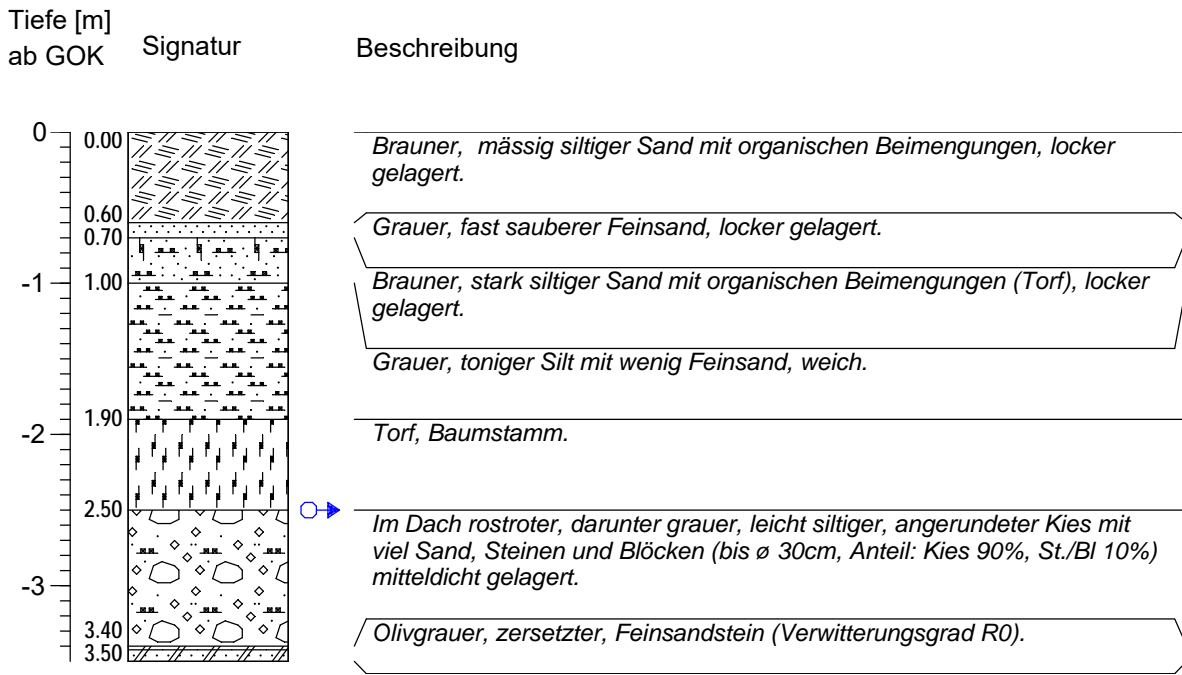 Tiefe [m]
ab GOK
Signatur
Beschreibung
0
0.00
Brauner, mässig siltiger Sand mit organischen Beimengungen, locker
gelagert.
0.60
Grauer, fast sauberer Feinsand, locker gelagert.
0.70
-1
1.00
Brauner, stark siltiger Sand mit organischen Beimengungen (Torf), locker
gelagert.
Grauer, toniger Silt mit wenig Feinsand, weich.
1.90
-2
Torf, Baumstamm.
2.50
Im Dach rostroter, darunter grauer, leicht siltiger, angerundeter Kies mit
viel Sand, Steinen und Blöcken (bis ø 30cm, Anteil: Kies 90%, St./Bl 10%)
mitteldicht gelagert.
-3
3.40
Olivgrauer, zersetzter, Feinsandstein (Verwitterungsgrad R0).
3.50